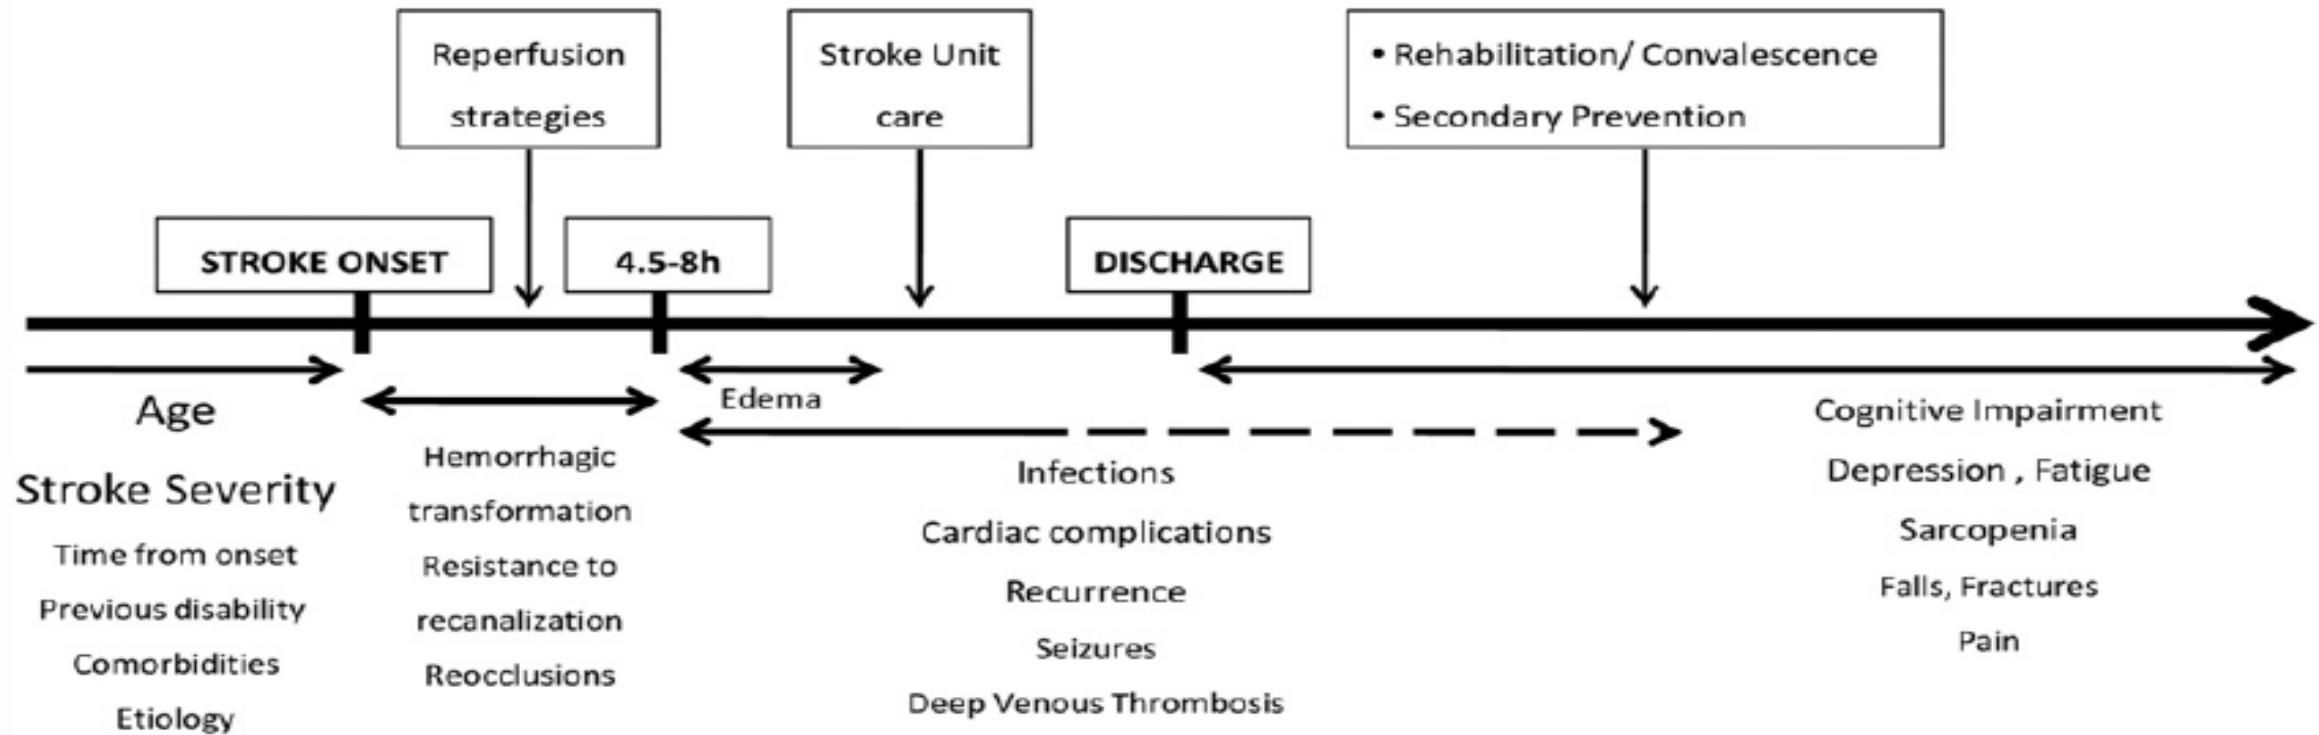 Reperfusion
strategies
Stroke Unit
care
• Rehabilitation/ Convalescence
• Secondary Prevention
STROKE ONSET
4.5-8h
DISCHARGE
Age
Stroke Severity
Time from onset
Previous disability
Comorbidities
Etiology
Hemorrhagic
transformation
Resistance to
recanalization
Reocclusions
Edema
Infections
Cardiac complications
Recurrence
Seizures
Deep Venous Thrombosis
Cognitive Impairment
Depression , Fatigue
Sarcopenia
Falls, Fractures
Pain